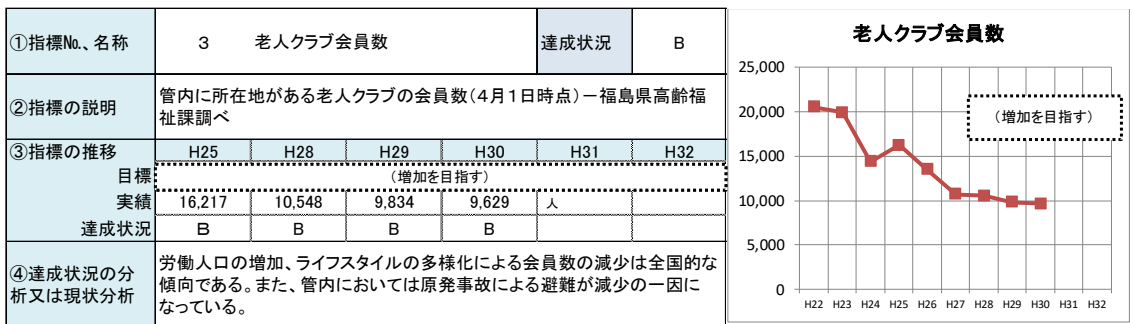 ①指標№、名称 3 老人クラブ会員数 達成状況 B
②指標の説明 管内に所在地がある老人クラブの会員数(4月1日時点)－福島県高齢福
祉課調べ
③指標の推移 H25 H28 H29 H30 H31 H32
目標 (増加を目指す)
実績 16,217 10,548 9,834 9,629 人
達成状況 B B B B
④達成状況の分
析又は現状分析
労働人口の増加、ライフスタイルの多様化による会員数の減少は全国的な
傾向である。また、管内においては原発事故による避難が減少の一因に
なっている。
老人クラブ会員数
25,000
20,000
15,000
10,000
5,000
0
(増加を目指す)
H22 H23 H24 H25 H26 H27 H28 H29 H30 H31 H32